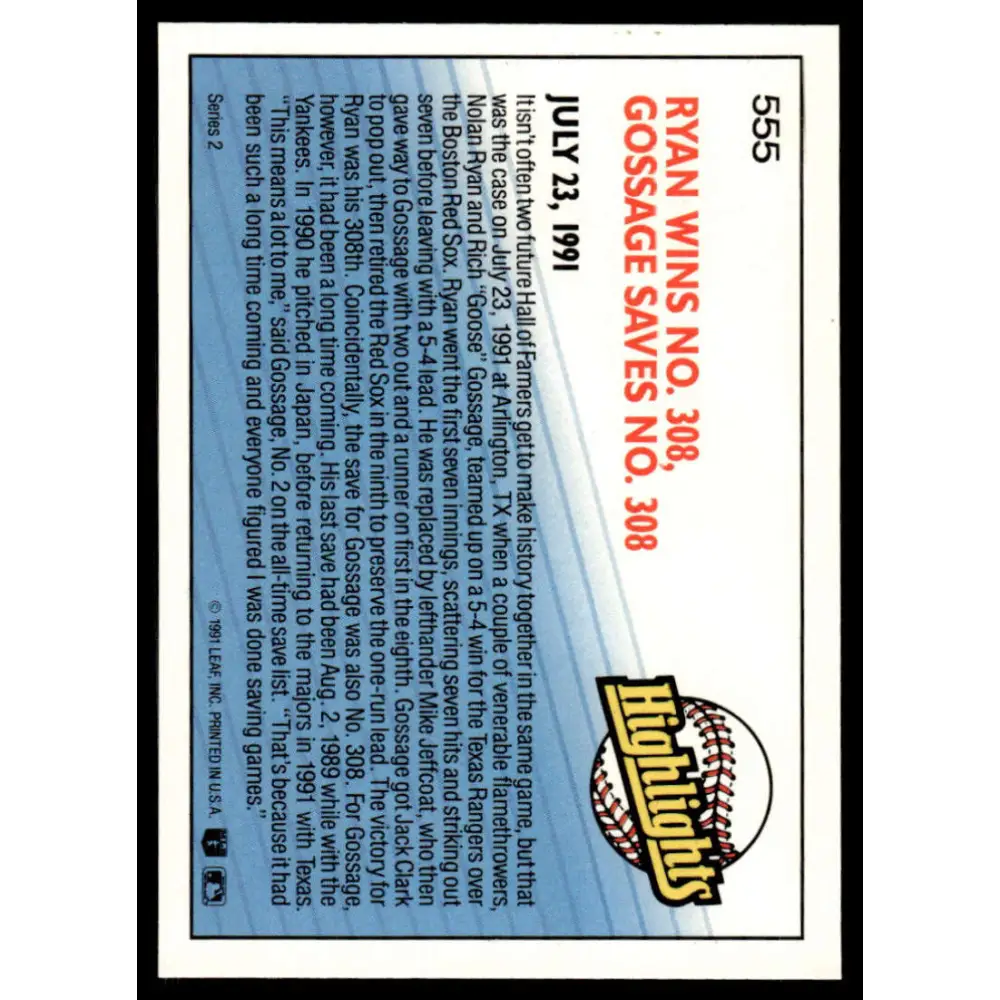 555
RYAN WINS NO. 308,
GOSSAGE SAVES NO. 308
Highlights
JULY 23, 1991
It isn't often two future Hall of Famers get to make history together in the same game, but that
was the case on July 23, 1991 at Arlington, TX when a couple of venerable flamethrowers,
Nolan Ryan and Rich "Goose" Gossage, teamed up on a 5-4 win for the Texas Rangers over
the Boston Red Sox. Ryan went the first seven innings, scattering seven hits and striking out
seven before leaving with a 5-4 lead. He was replaced by lefthander Mike Jeffcoat, who then
gave way to Gossage with two out and a runner on first in the eighth. Gossage got Jack Clark
to pop out, then retired the Red Sox in the ninth to preserve the one-run lead. The victory for
Ryan was his 308th. Coincidentally, the save for Gossage was also No. 308. For Gossage,
however, it had been a long time coming. His last save had been Aug. 2, 1989 while with the
Yankees. In 1990 he pitched in Japan, before returning to the majors in 1991 with Texas.
"This means a lot to me," said Gossage, No. 2 on the all-time save list. "That's because it had
been such a long time coming and everyone figured I was done saving games."
Series 2
© 1991 LEAF, INC. PRINTED IN U.S.A.